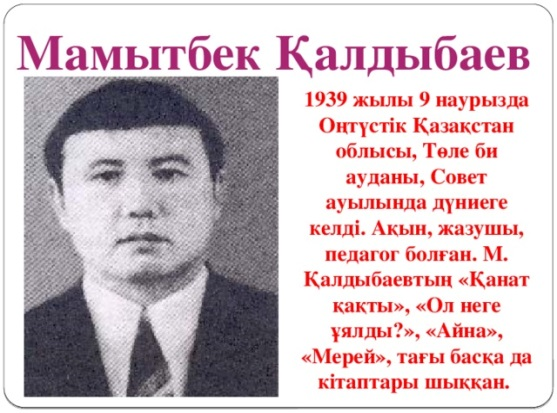 Мамытбек Қалдыбаев
1939 жылы 9 наурызда
Оңтүстік Қазақстан
облысы, Төле би
ауданы, Совет
ауылында дүниеге
келді. Ақын, жазушы,
педагог болған. М.
Қалдыбаевтың «Қанат
қақты», «Ол неге
ұялды?», «Айна»,
«Мерей», тағы басқа да
кітаптары шыққан.